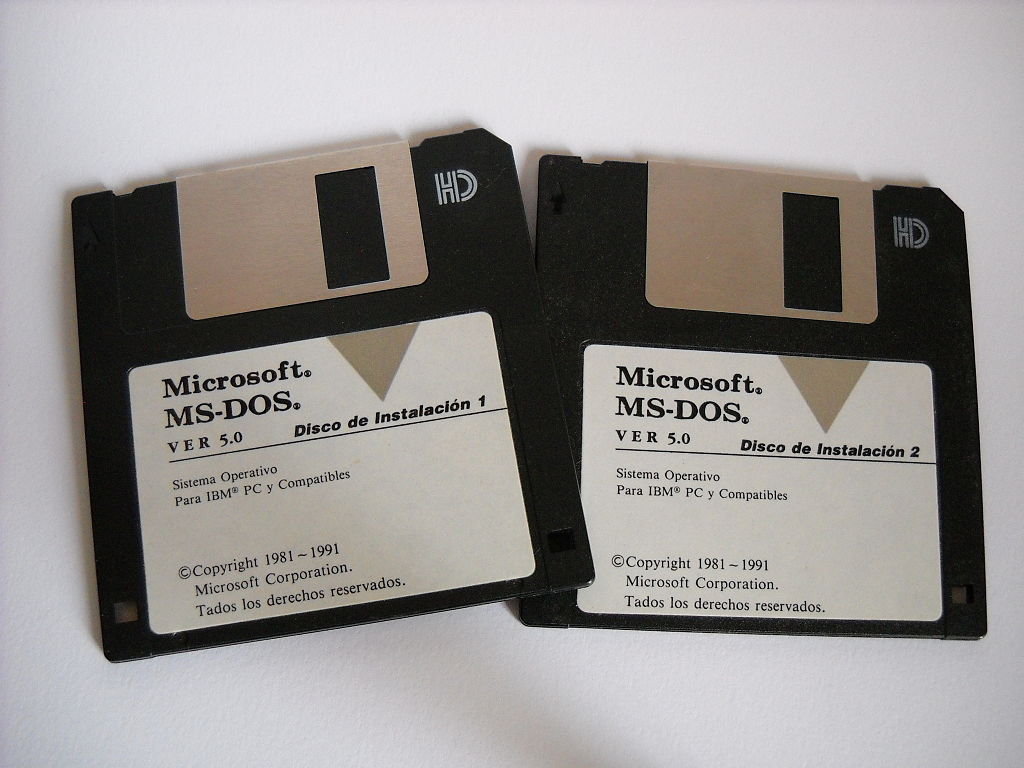 HD
Microsoft®
MS-DOS®
VER 5.0
Disco de Instalación 1
Sistema Operativo
Para IBM® PC y Compatibles
©Copyright 1981~1991
Microsoft Corporation.
Tados los derechos reservados.
HD
Microsoft®
MS-DOS®
VER 5.0
Disco de Instalación 2
Sistema Operativo
Para IBM® PC y Compatibles
©Copyright 1981~1991
Microsoft Corporation.
Tados los derechos reservados.